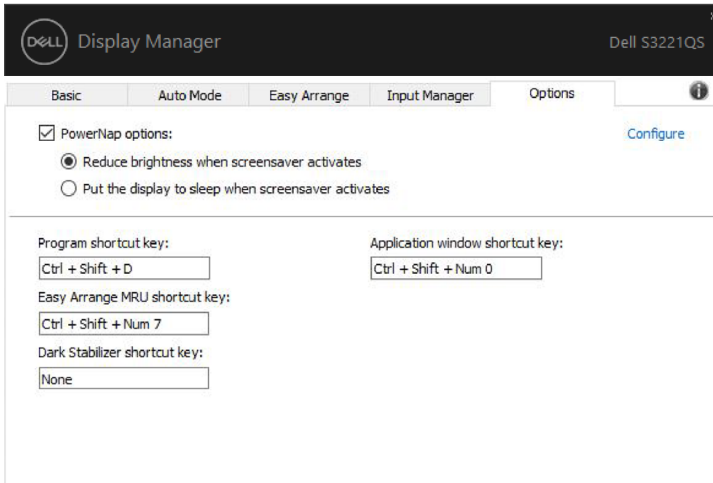 DELL Display Manager
Dell S3221QS
Basic Auto Mode Easy Arrange Input Manager Options
PowerNap options: Configure
Reduce brightness when screensaver activates
Put the display to sleep when screensaver activates
Program shortcut key: Application window shortcut key:
Ctrl + Shift + D Ctrl + Shift + Num 0
Easy Arrange MRU shortcut key:
Ctrl + Shift + Num 7
Dark Stabilizer shortcut key:
None